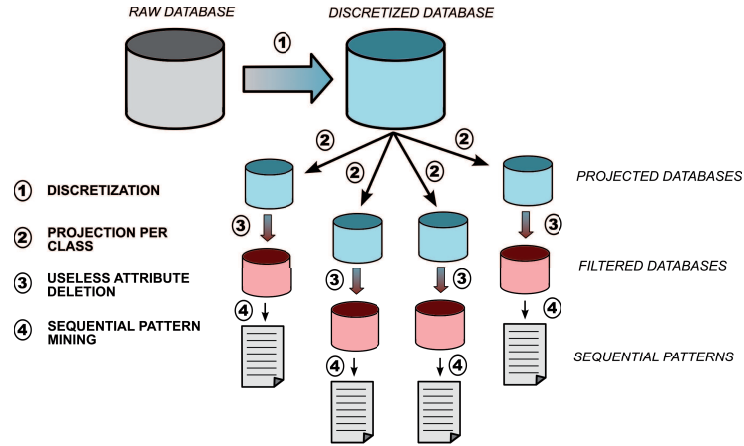 RAW DATABASE
DISCRETIZED DATABASE
1
2
2
2
2
PROJECTED DATABASES
1 DISCRETIZATION
2 PROJECTION PER
CLASS
3 USELESS ATTRIBUTE
DELETION
4 SEQUENTIAL PATTERN
MINING
3
3
3
3
FILTERED DATABASES
4
4
4
4
SEQUENTIAL PATTERNS